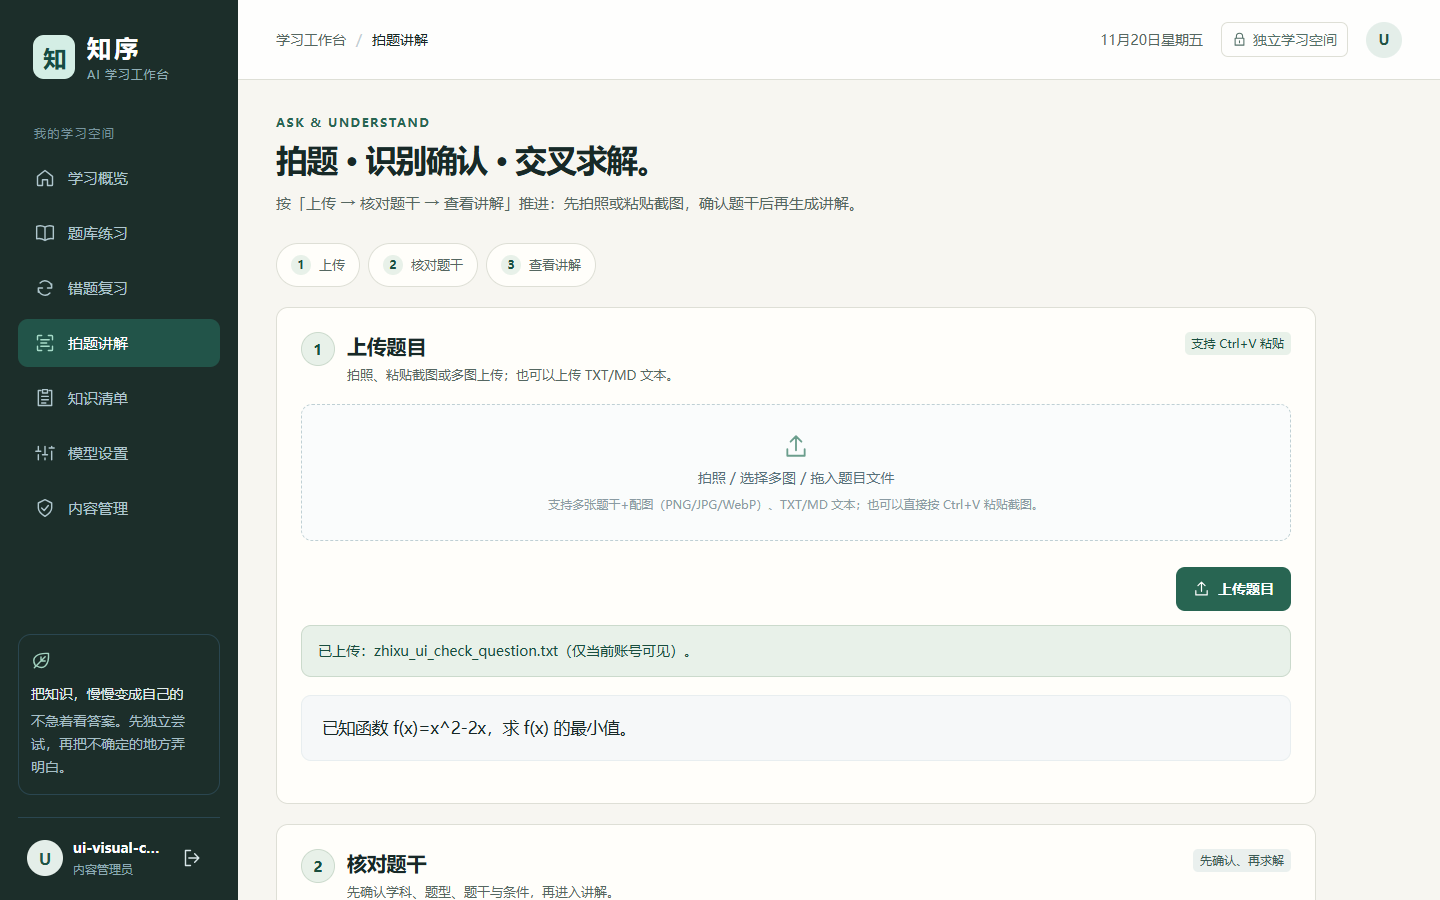 知
知序
AI 学习工作台
我的学习空间
学习概览
题库练习
错题复习
拍题讲解
知识清单
模型设置
内容管理
把知识，慢慢变成自己的
不急着看答案。先独立尝
试，再把不确定的地方弄
明白。
U
ui-visual-c...
内容管理员
学习工作台 / 拍题讲解
11月20日星期五
独立学习空间
U
ASK & UNDERSTAND
拍题 • 识别确认 • 交叉求解。
按「上传 → 核对题干 → 查看讲解」推进：先拍照或粘贴截图，确认题干后再生成讲解。
1 上传
2 核对题干
3 查看讲解
1 上传题目
支持 Ctrl+V 粘贴
拍照、粘贴截图或多图上传；也可以上传 TXT/MD 文本。
拍照 / 选择多图 / 拖入题目文件
支持多张题干+配图（PNG/JPG/WebP）、TXT/MD 文本；也可以直接按 Ctrl+V 粘贴截图。
上传题目
已上传：zhixu_ui_check_question.txt（仅当前账号可见）。
已知函数 f(x)=x^2-2x，求 f(x) 的最小值。
2 核对题干
先确认、再求解
先确认学科、题型、题干与条件，再进入讲解。